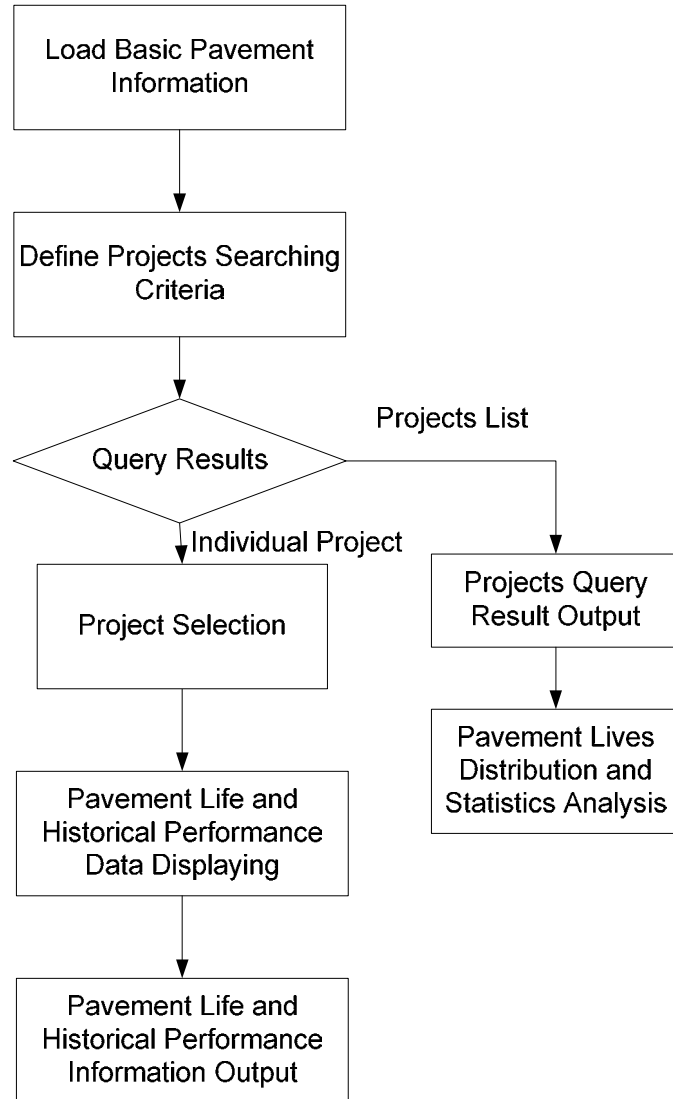 Load Basic Pavement
Information
Define Projects Searching
Criteria
Query Results
Projects List
Individual Project
Project Selection
Projects Query
Result Output
Pavement Lives
Distribution and
Statistics Analysis
Pavement Life and
Historical Performance
Data Displaying
Pavement Life and
Historical Performance
Information Output